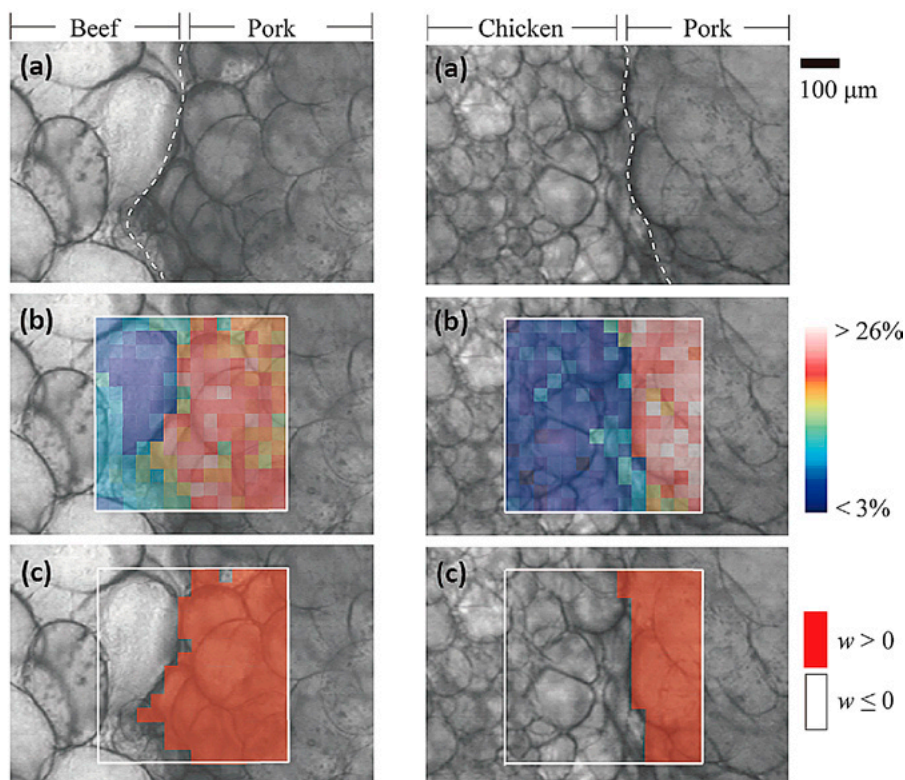 Beef Pork Chicken Pork
(a) (a)
100 μm
(b) (b)
> 26%
< 3%
(c) (c)
w > 0
w ≤ 0